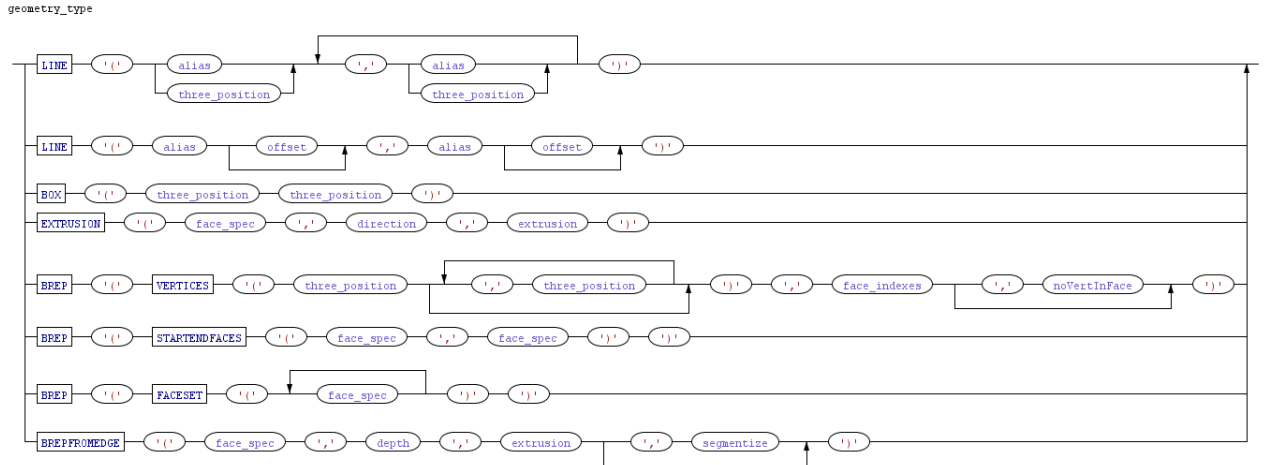 geometry_type
LINE '(' alias ',' alias ')'
three_position three_position
LINE '(' alias offset ',' alias offset ')'
BOX '(' three_position three_position ')'
EXTRUSION '(' face_spec ',' direction ',' extrusion ')'
BREP '(' VERTICES '(' three_position ',' three_position ')' ',' face_indexes ',' noVertInFace ')'
BREP '(' STARTENDFACES '(' face_spec ',' face_spec ')' ')'
BREP '(' FACESET '(' face_spec ')' ')'
BREPFROMEDGE '(' face_spec ',' depth ',' extrusion ',' segmentize ')'